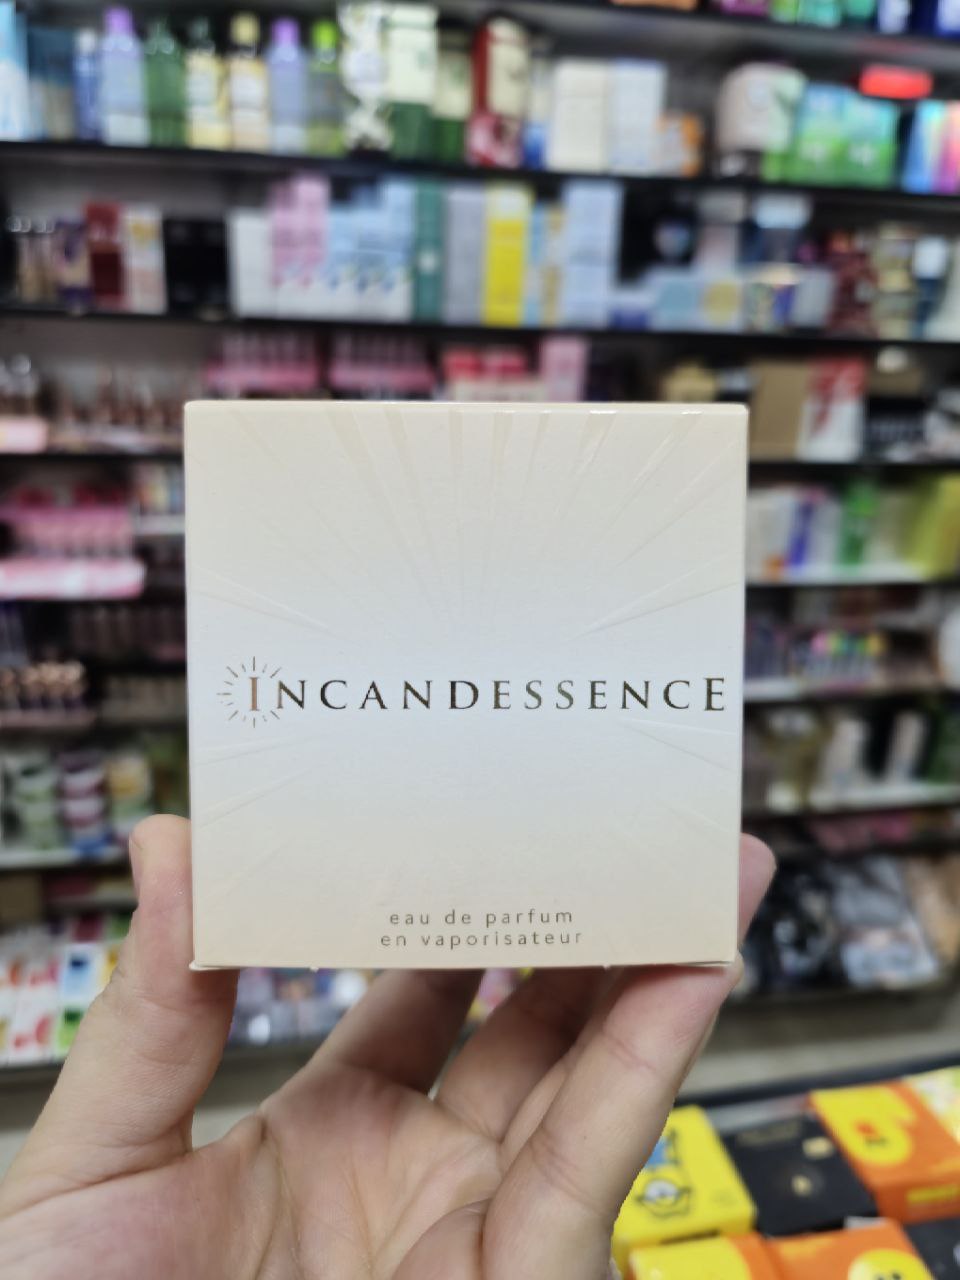 INCANDESSENCE
eau de parfum
en vaporisateur